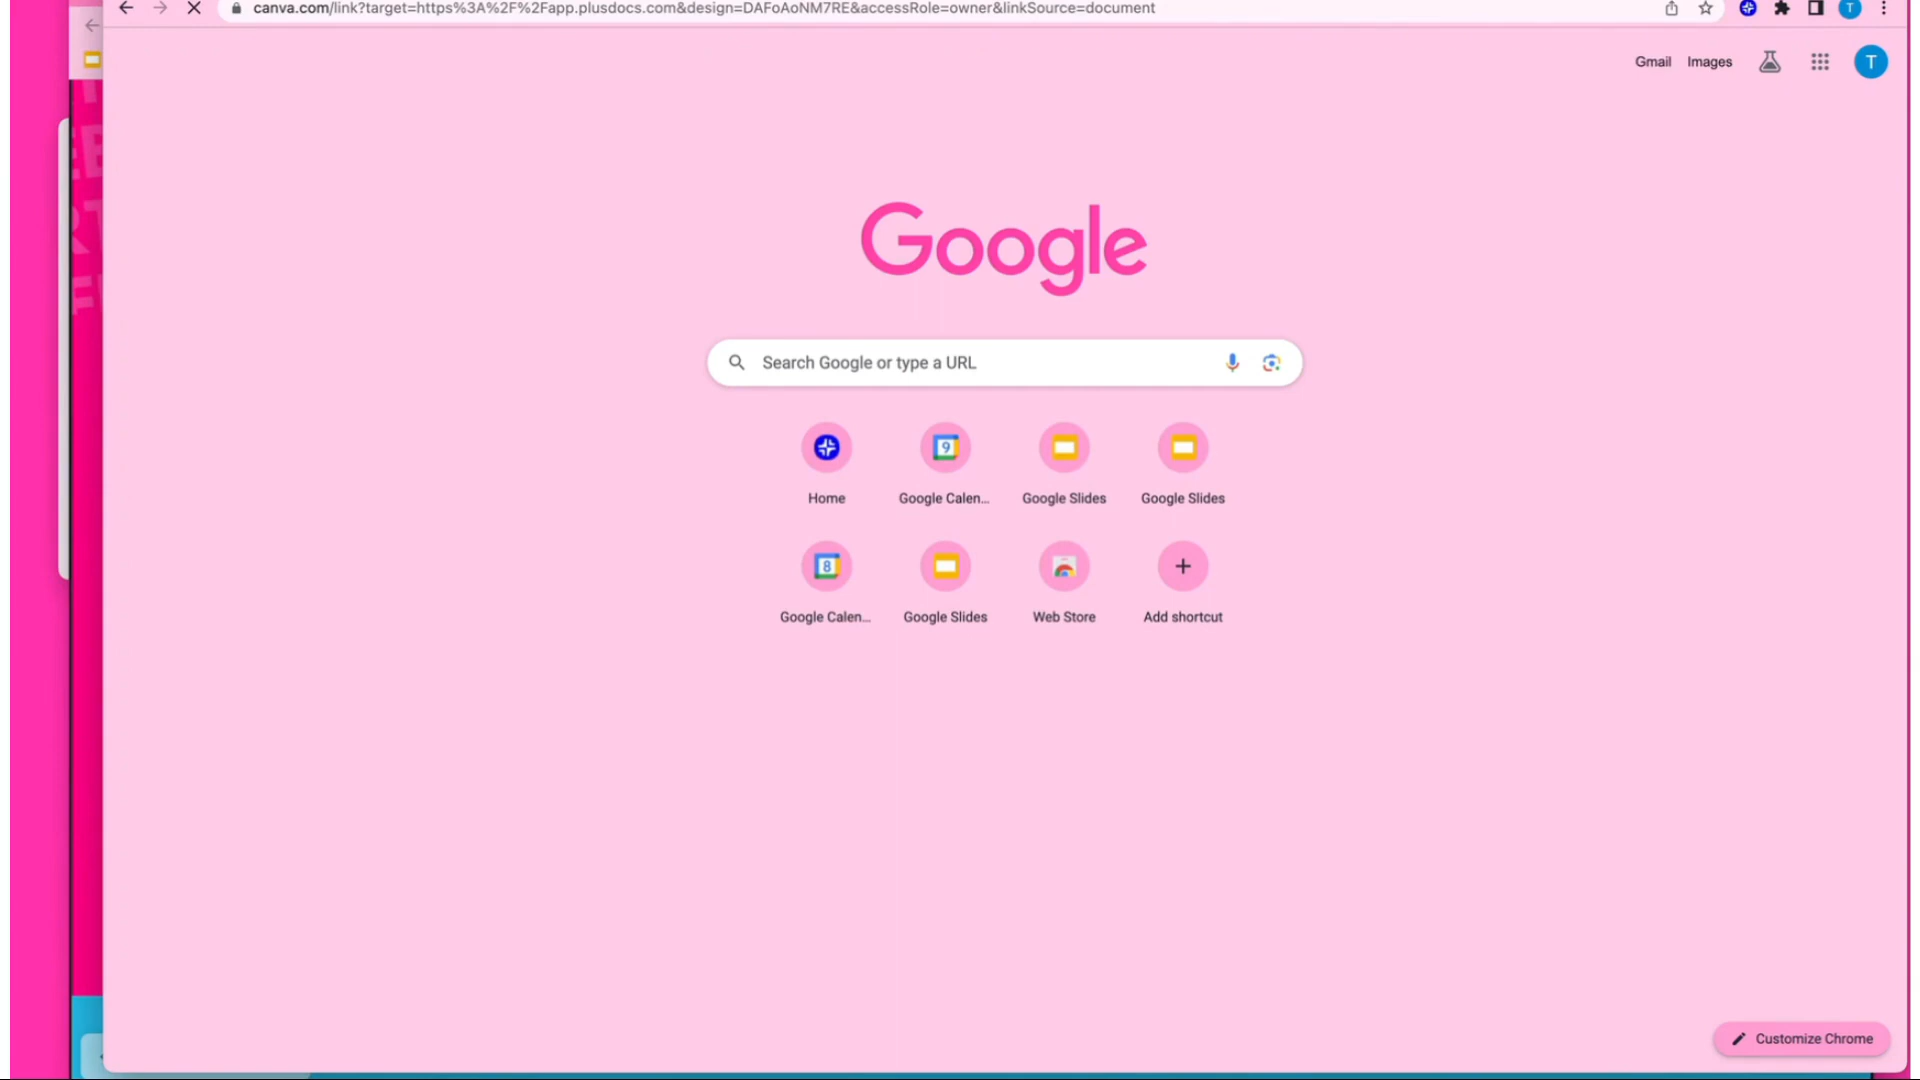 canva.com/link?target=https%3A%2F%2Fapp.plusdocs.com&design=DAFoAoNM7RE&accessRole=owner&linkSource=document
T
Gmail Images T
Google
Search Google or type a URL
9
Home Google Calen... Google Slides Google Slides
8
Google Calen... Google Slides Web Store Add shortcut
Customize Chrome